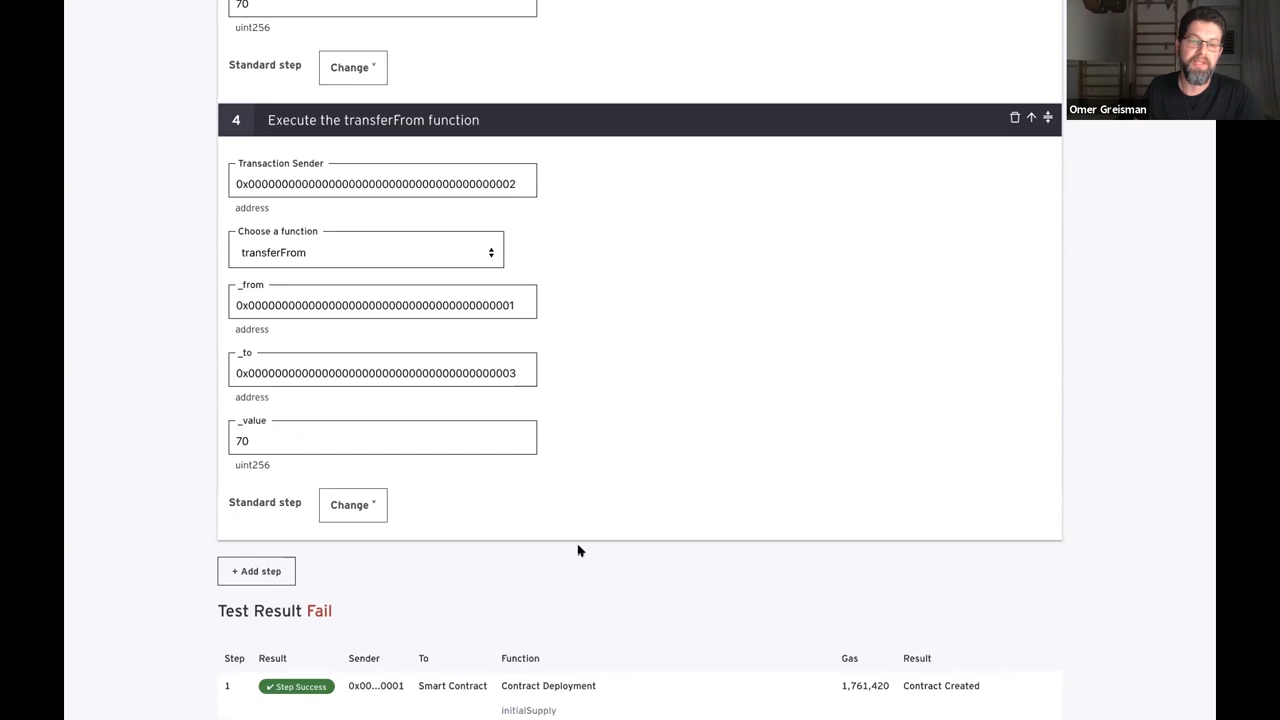 70
uint256
Standard step
Change ˅
Omer Greisman
4 Execute the transferFrom function
Transaction Sender
0x0000000000000000000000000000000000000002
address
Choose a function
transferFrom
_from
0x0000000000000000000000000000000000000001
address
_to
0x0000000000000000000000000000000000000003
address
_value
70
uint256
Standard step
Change ˅
+ Add step
Test Result Fail
Step Result Sender To Function Gas Result
1 ✔ Step Success 0x00...0001 Smart Contract Contract Deployment 1,761,420 Contract Created
initialSupply